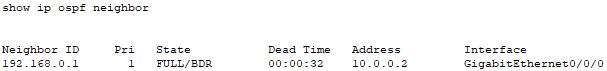 show ip ospf neighbor
Neighbor ID Pri State Dead Time Address Interface
192.168.0.1 1 FULL/BDR 00:00:32 10.0.0.2 GigabitEthernet0/0/0